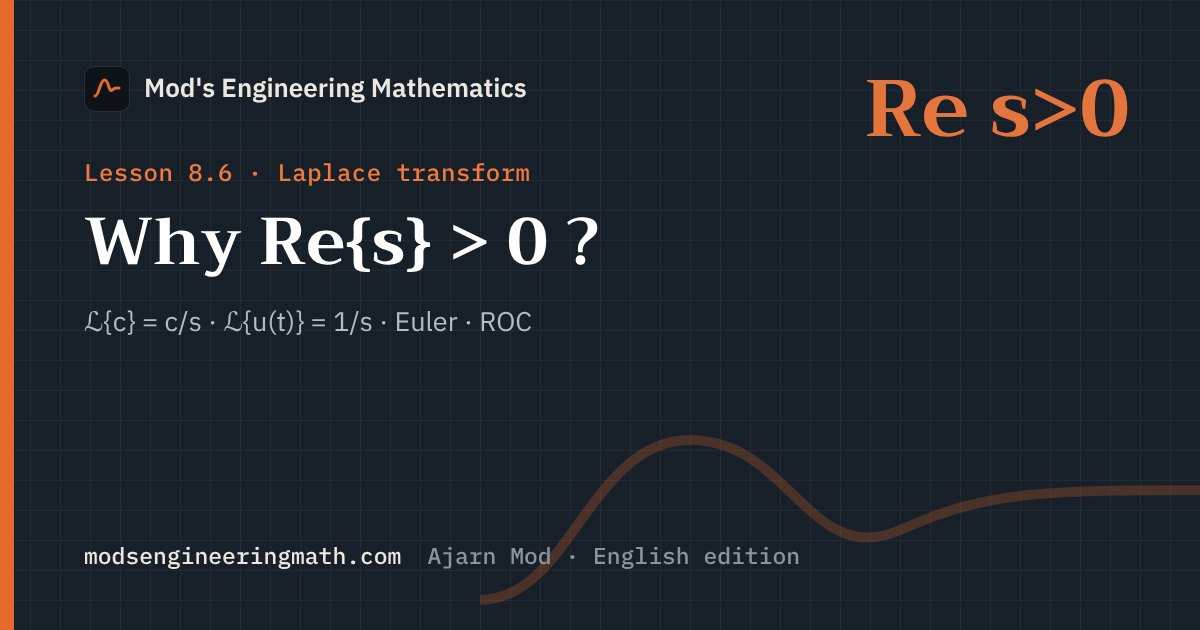 Mod's Engineering Mathematics
Re s>0
Lesson 8.6 · Laplace transform
Why Re{s} > 0 ?
ℒ{c} = c/s · ℒ{u(t)} = 1/s · Euler · ROC
modsengineeringmath.com Ajarn Mod · English edition